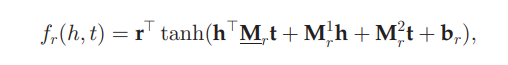 f_r(h, t) = r^⊤ tanh(h^⊤ M̲_r t + M_r^1 h + M_r^2 t + b_r),